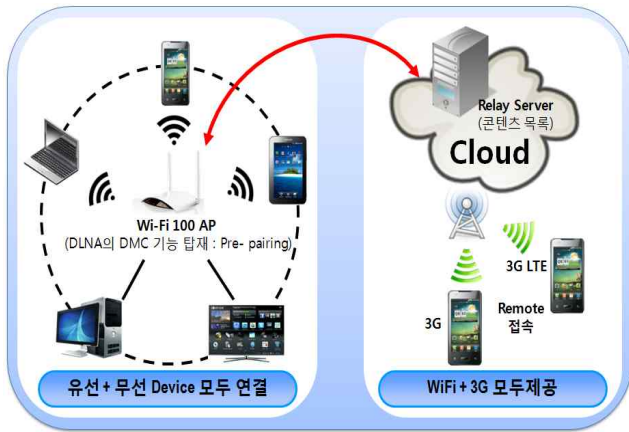 Wi-Fi 100 AP
(DLNA의 DMC 기능 탑재 : Pre- pairing)
유선 + 무선 Device 모두 연결
Relay Server
(콘텐츠 목록)
Cloud
3G LTE
3G
Remote
접속
WiFi + 3G 모두제공